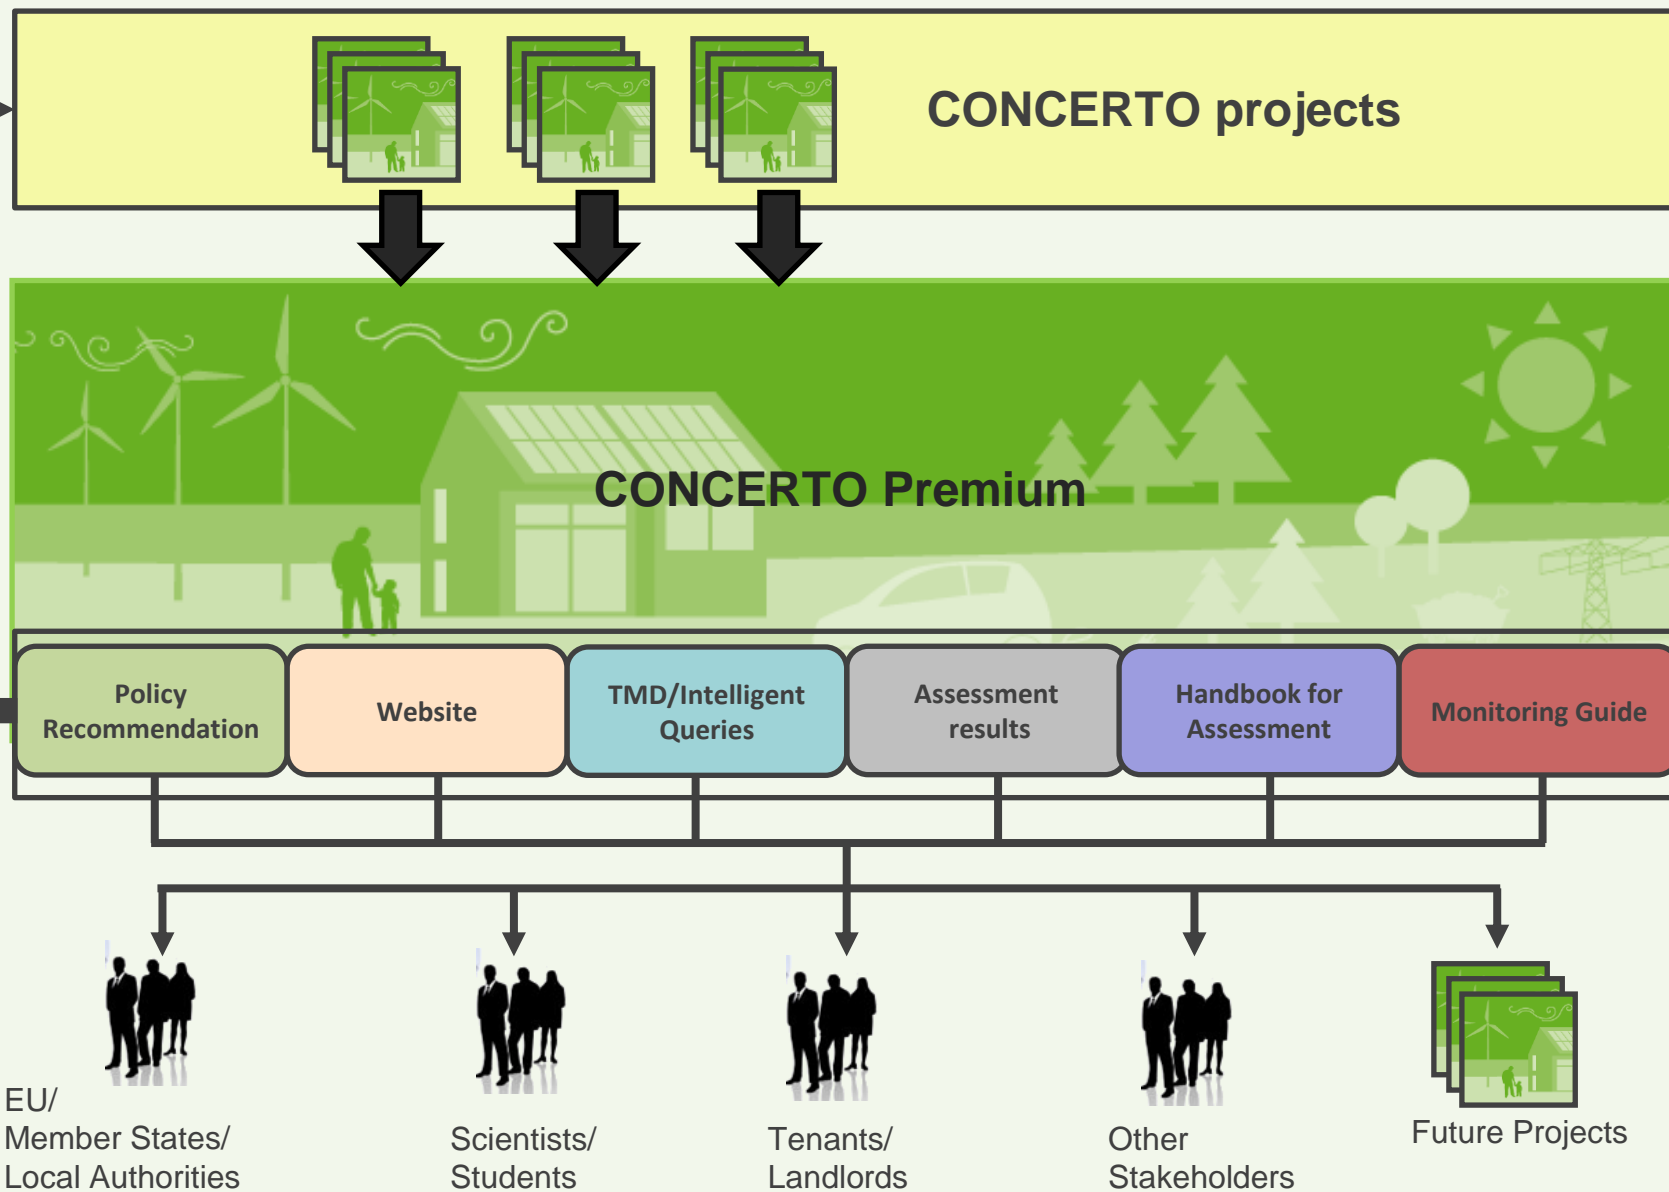 CONCERTO projects
CONCERTO Premium
Policy
Recommendation
Website
TMD/Intelligent
Queries
Assessment
results
Handbook for
Assessment
Monitoring Guide
EU/
Member States/
Local Authorities
Scientists/
Students
Tenants/
Landlords
Other
Stakeholders
Future Projects